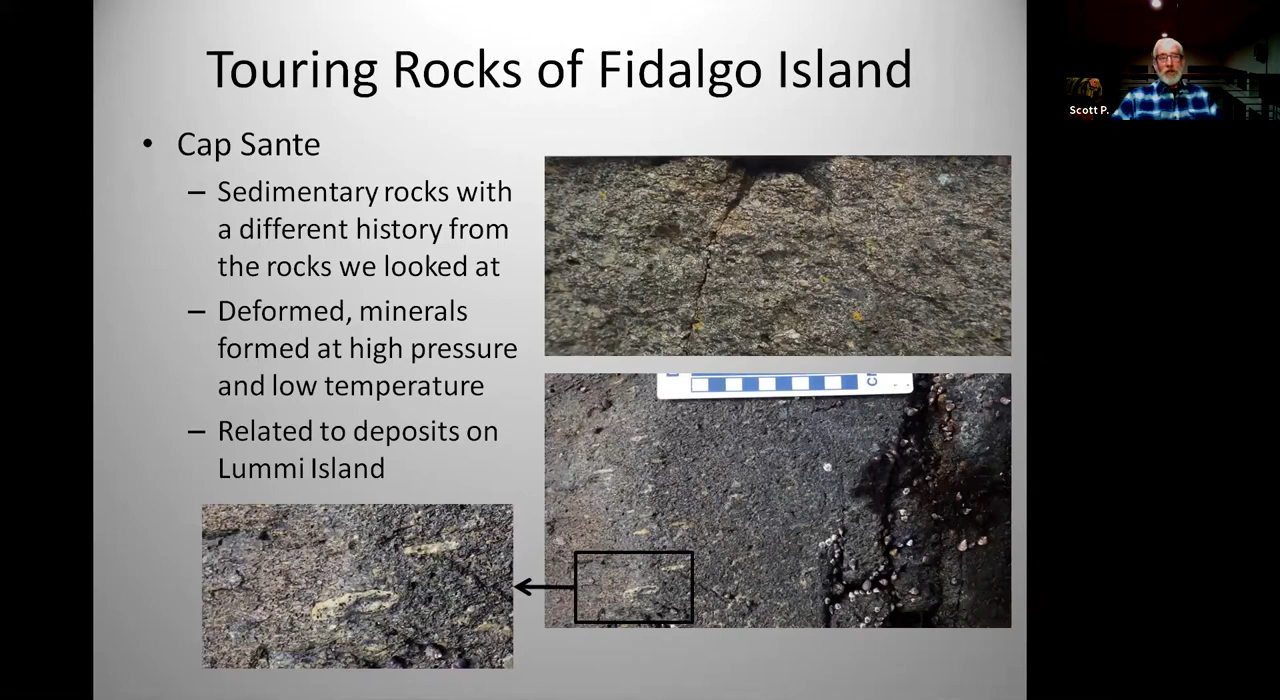 Touring Rocks of Fidalgo Island
• Cap Sante
– Sedimentary rocks with
a different history from
the rocks we looked at
– Deformed, minerals
formed at high pressure
and low temperature
– Related to deposits on
Lummi Island
Scott P.